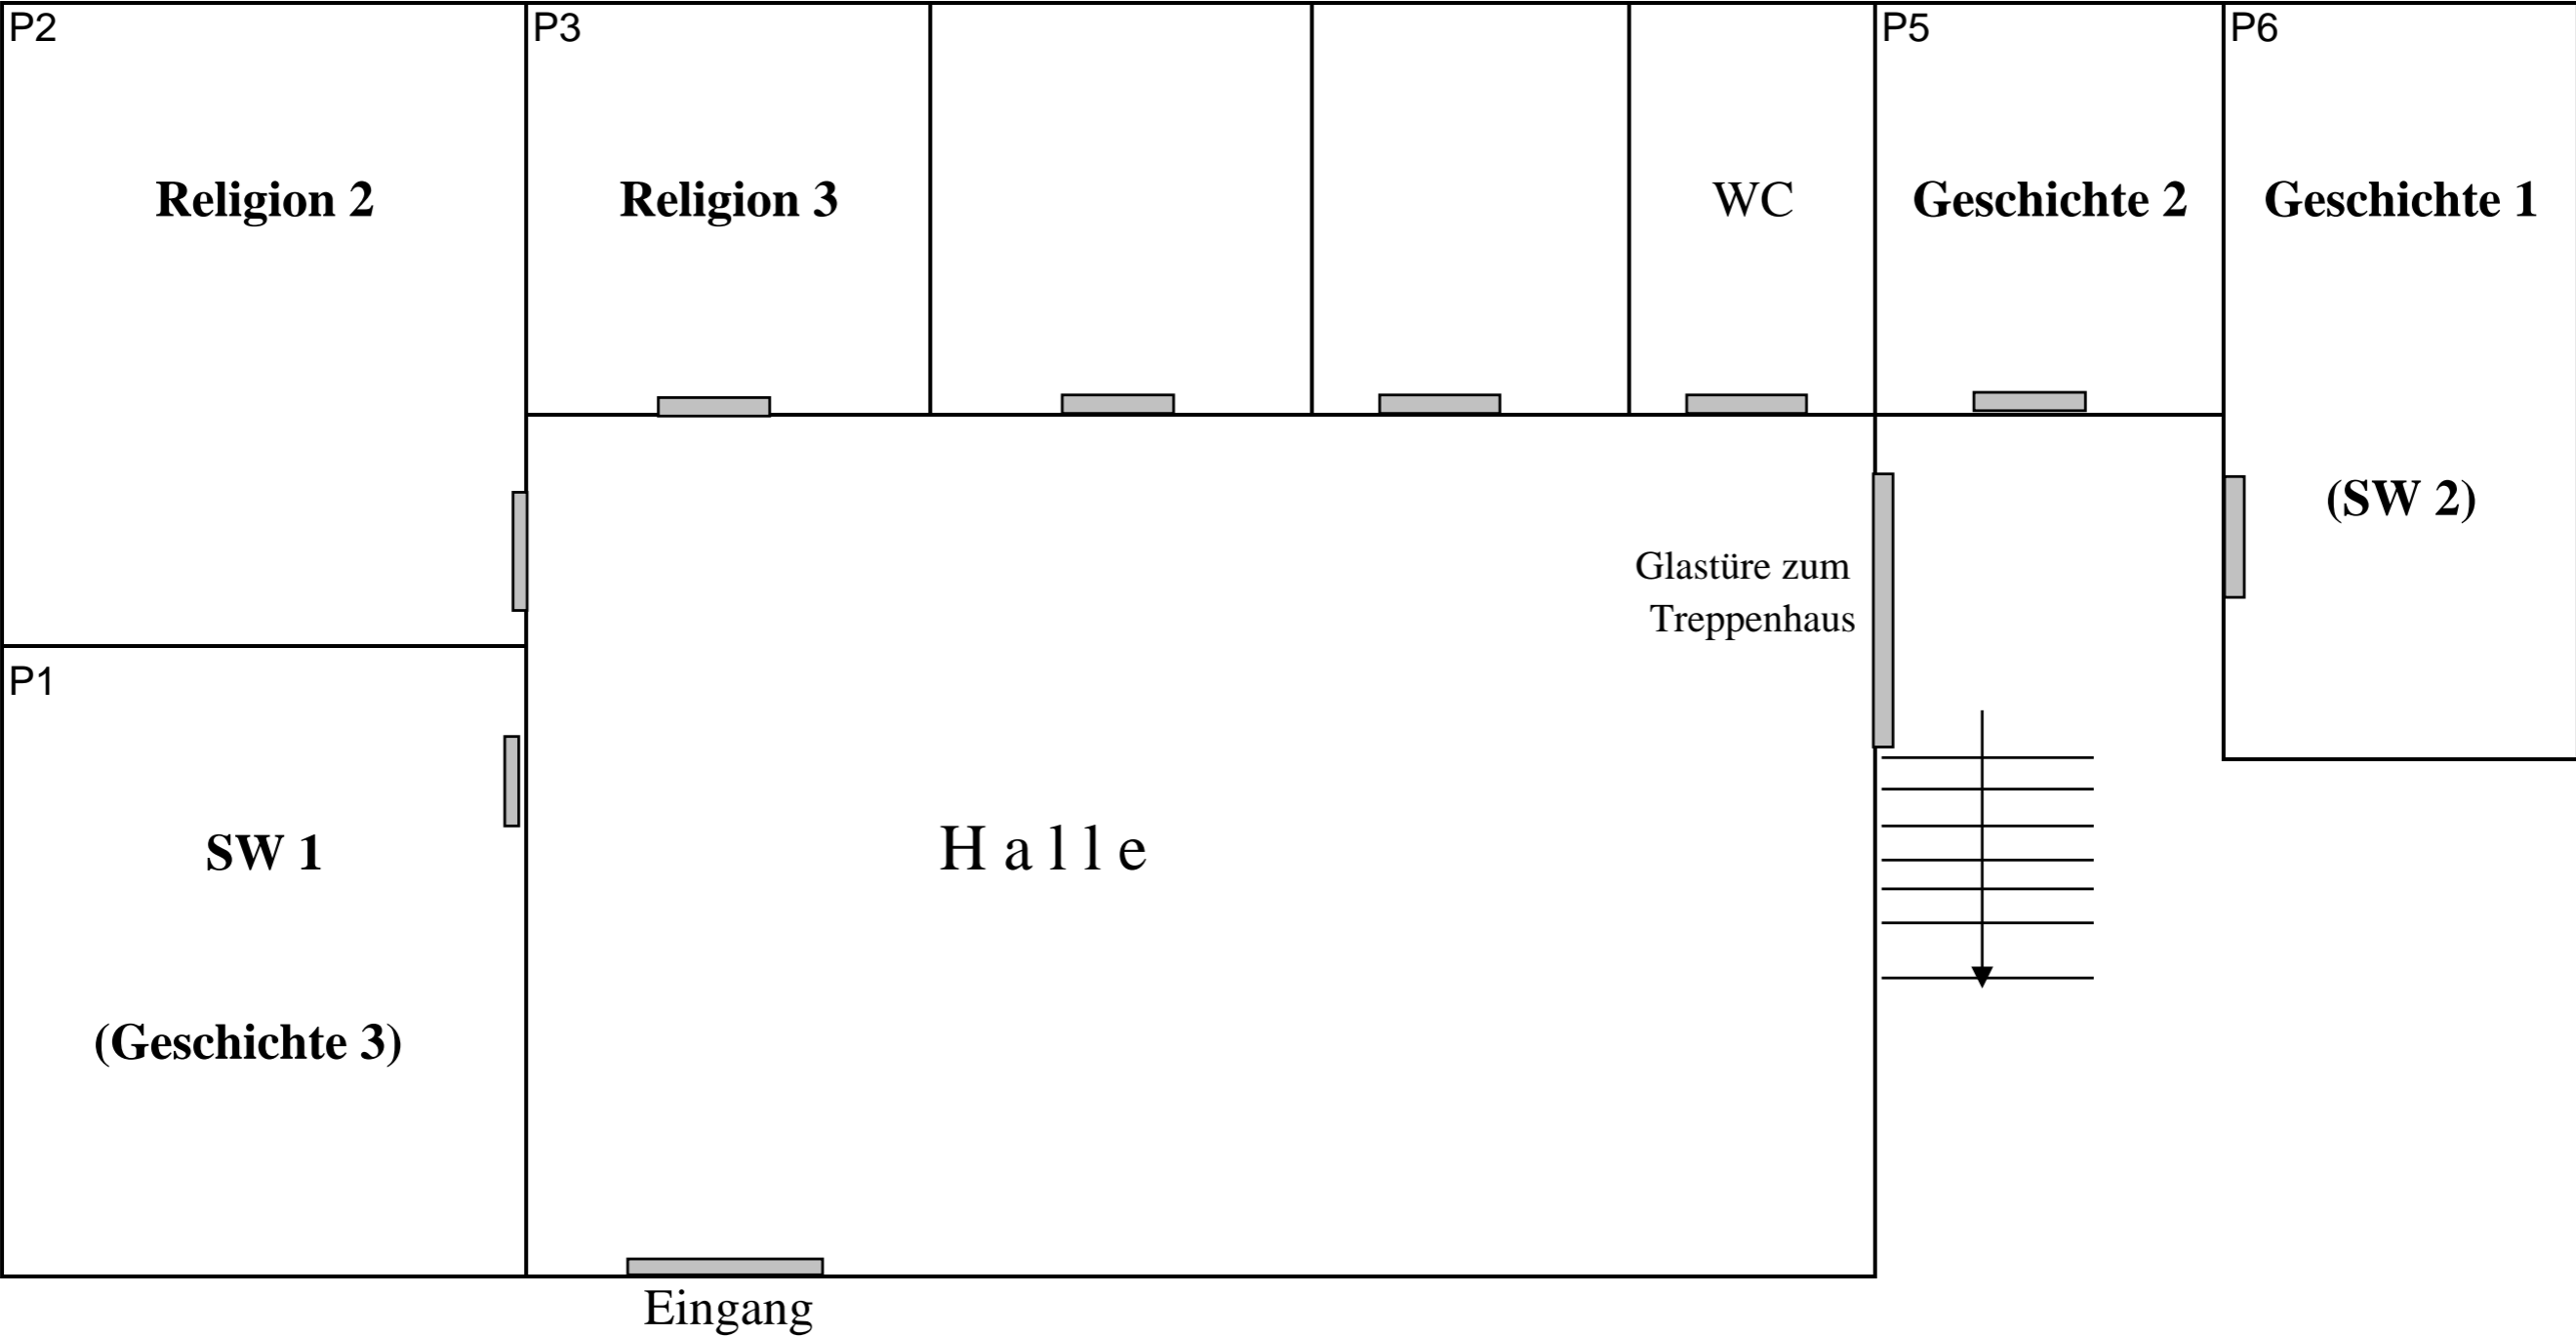 P2
P3
P5
P6
Religion 2
Religion 3
WC
Geschichte 2
Geschichte 1
(SW 2)
Glastüre zum
Treppenhaus
P1
SW 1
H a l l e
(Geschichte 3)
Eingang